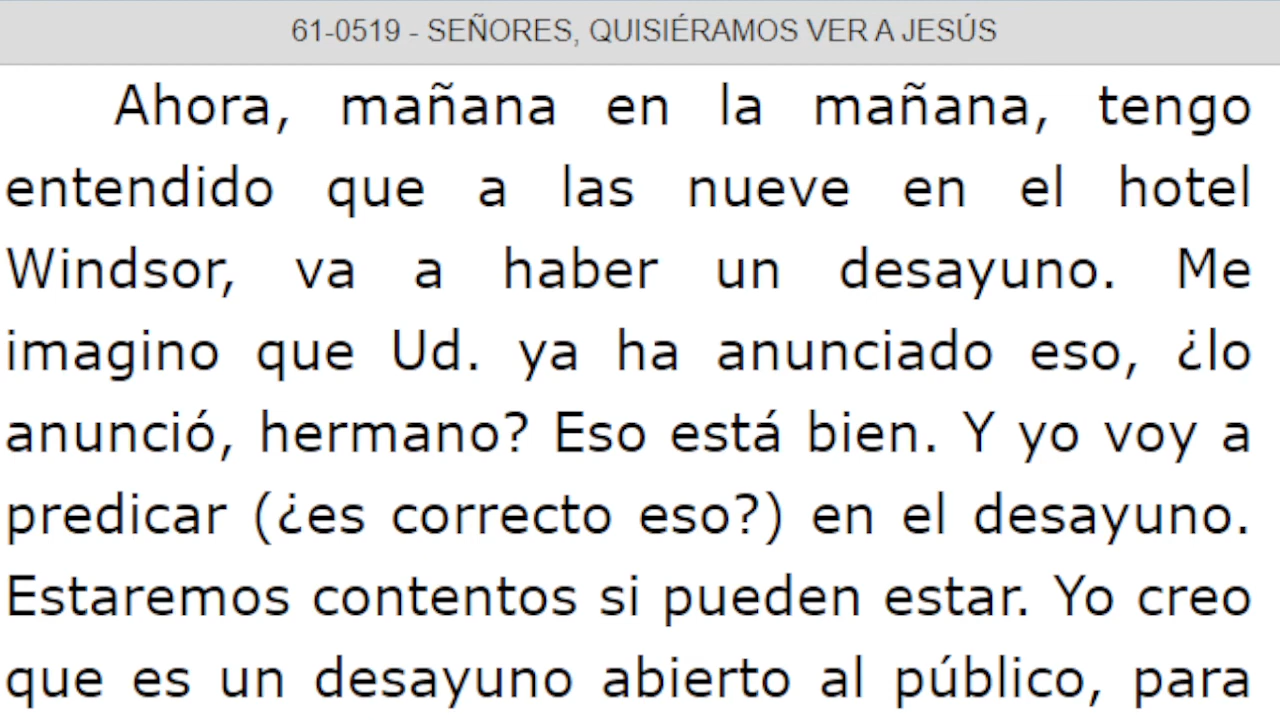 61-0519 - SEÑORES, QUISIÉRAMOS VER A JESÚS
Ahora, mañana en la mañana, tengo
entendido que a las nueve en el hotel
Windsor, va a haber un desayuno. Me
imagino que Ud. ya ha anunciado eso, ¿lo
anunció, hermano? Eso está bien. Y yo voy a
predicar (¿es correcto eso?) en el desayuno.
Estaremos contentos si pueden estar. Yo creo
que es un desayuno abierto al público, para